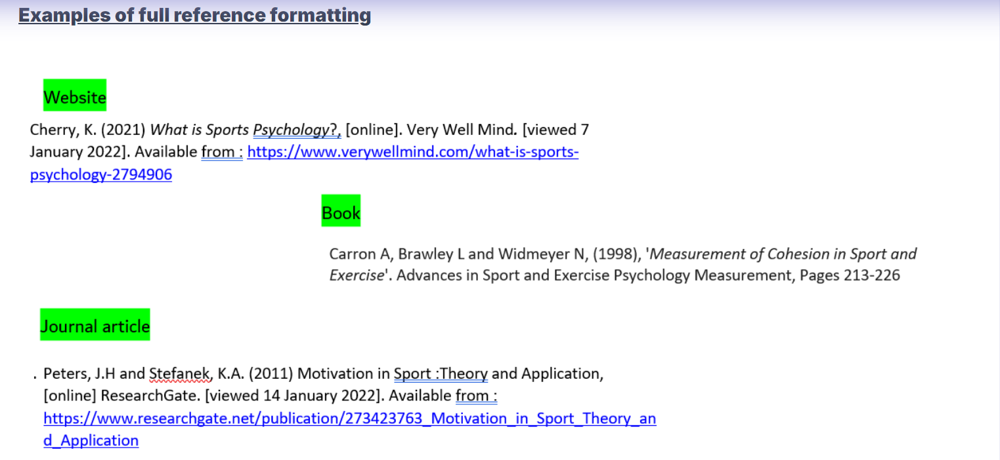 Examples of full reference formatting
Website
Cherry, K. (2021) What is Sports Psychology?, [online]. Very Well Mind. [viewed 7
January 2022]. Available from : https://www.verywellmind.com/what-is-sports-
psychology-2794906
Book
Carron A, Brawley L and Widmeyer N, (1998), 'Measurement of Cohesion in Sport and
Exercise'. Advances in Sport and Exercise Psychology Measurement, Pages 213-226
Journal article
. Peters, J.H and Stefanek, K.A. (2011) Motivation in Sport :Theory and Application,
[online] ResearchGate. [viewed 14 January 2022]. Available from :
https://www.researchgate.net/publication/273423763_Motivation_in_Sport_Theory_an
d_Application